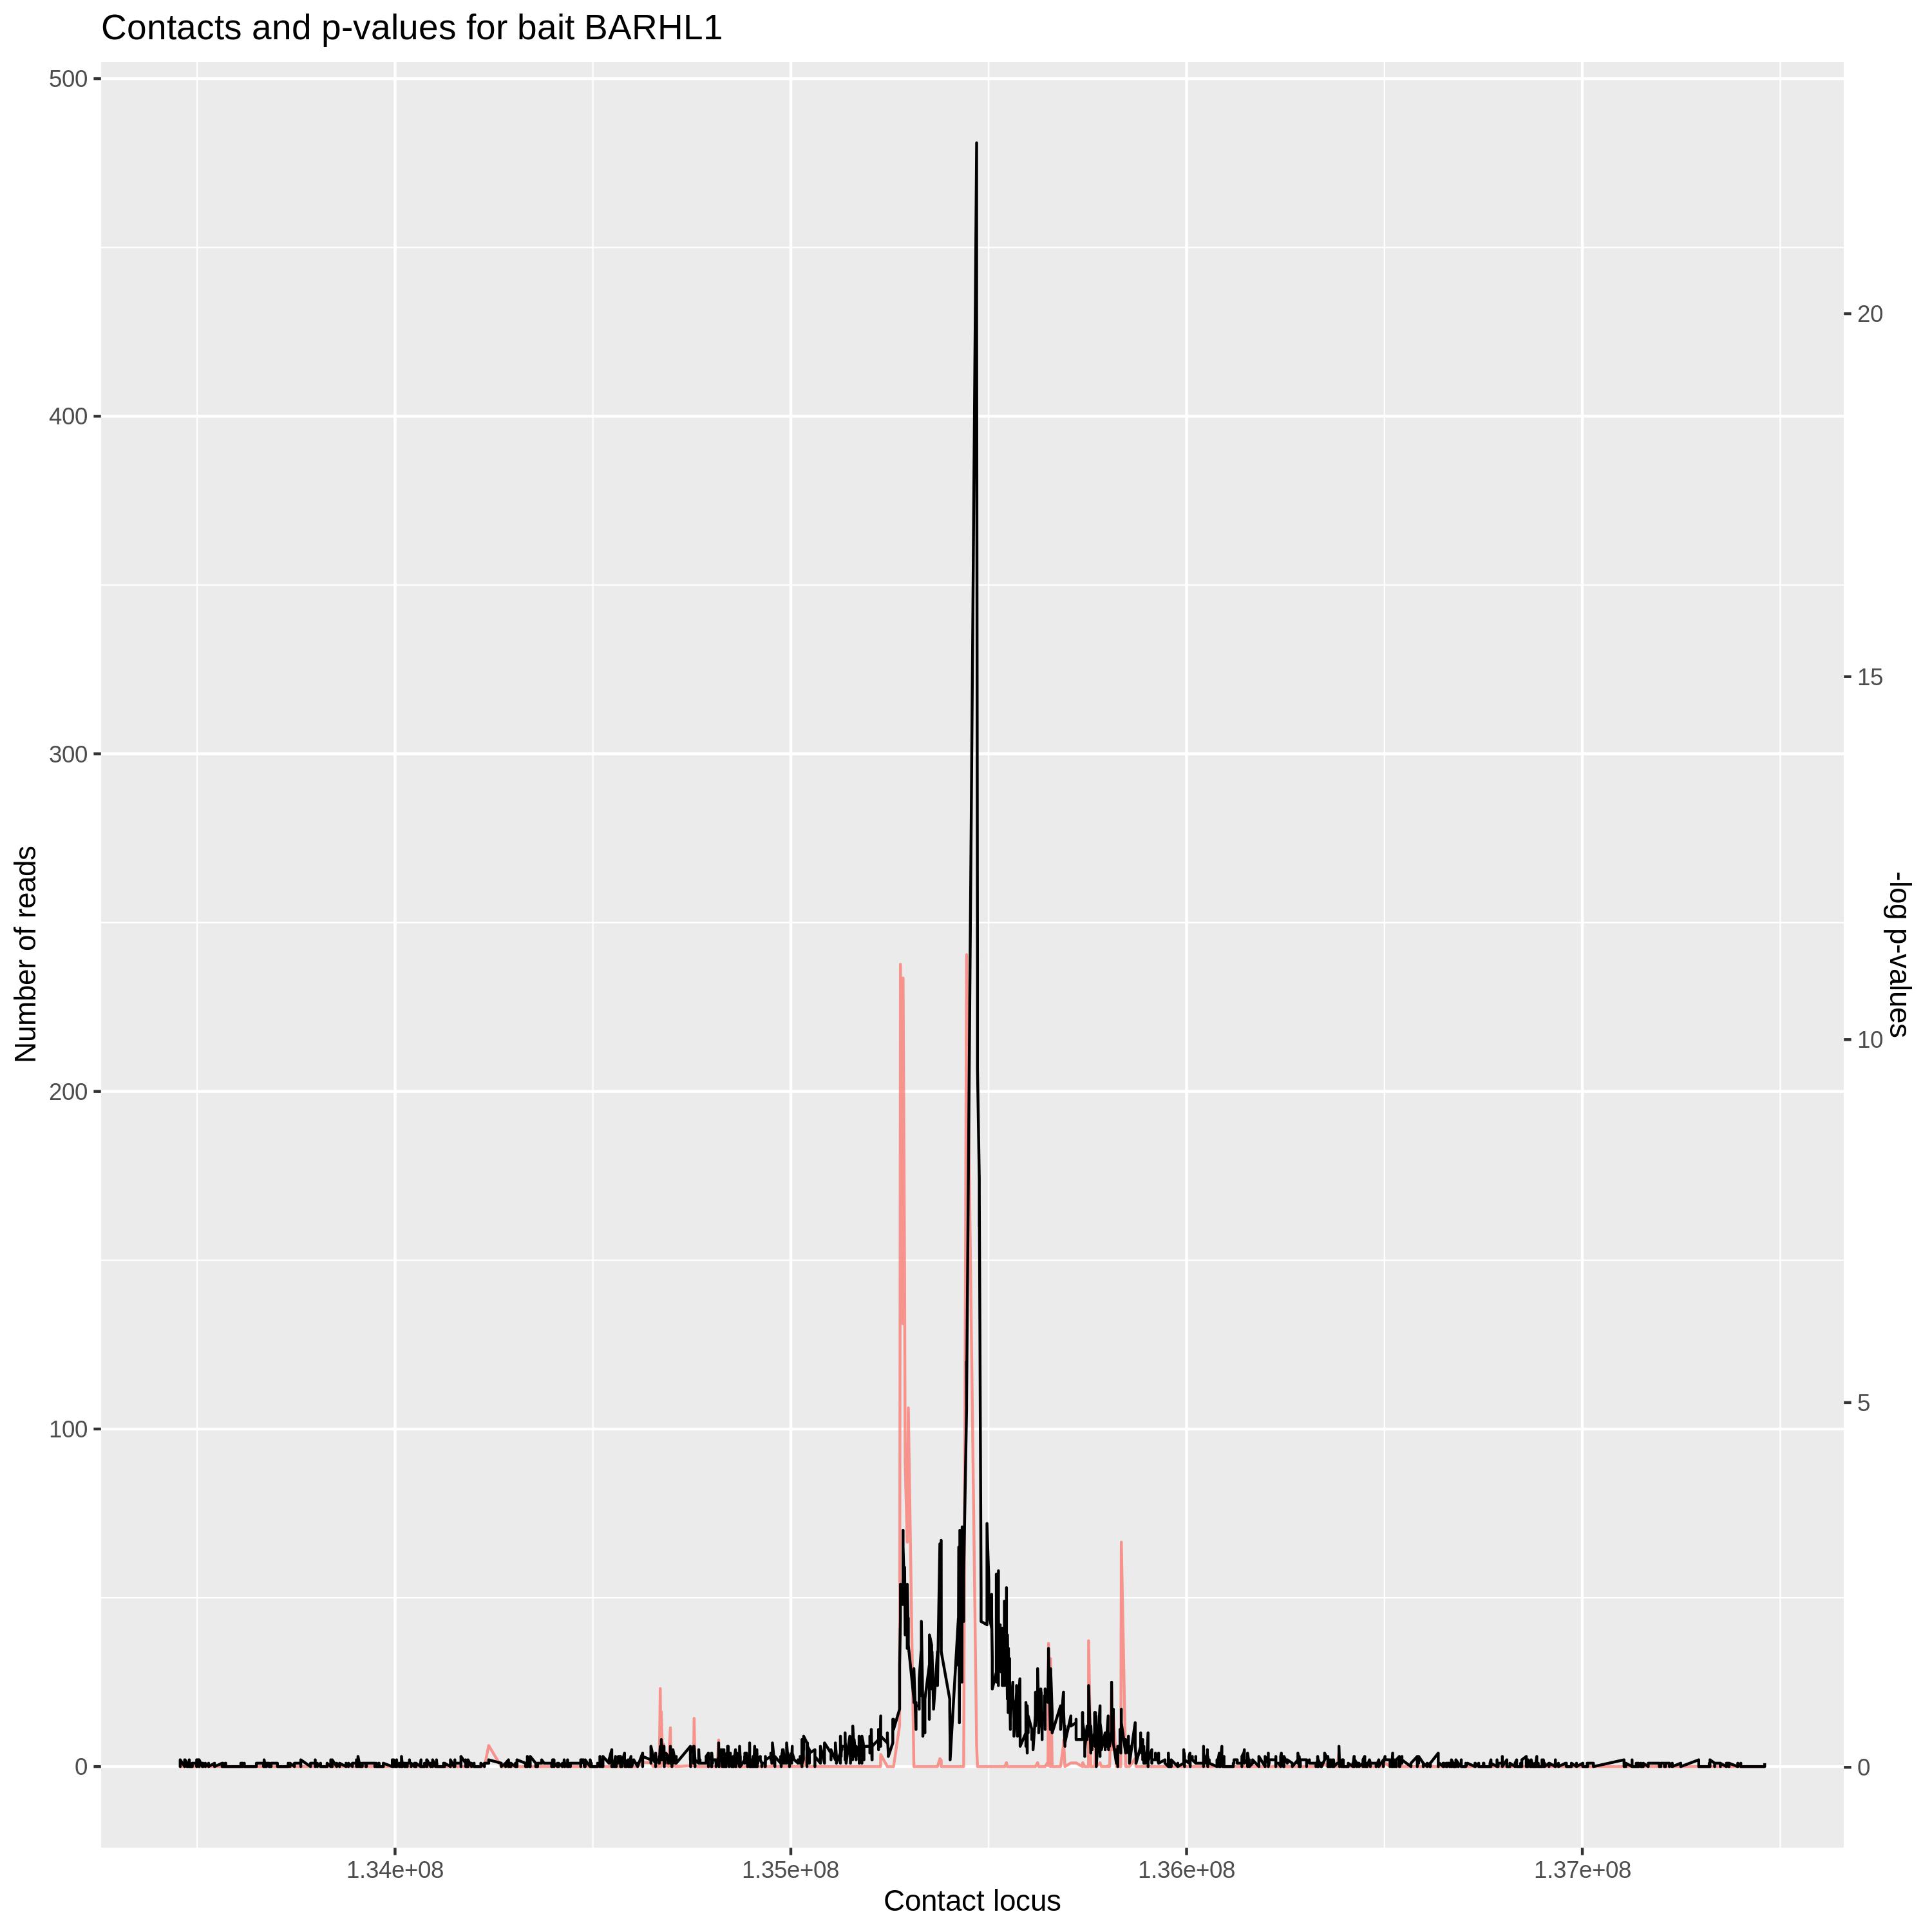 Contacts and p-values for bait BARHL1
500
400
300
200
100
0
Number of reads
20
15
10
5
0
-log p-values
1.34e+08
1.35e+08
1.36e+08
1.37e+08
Contact locus